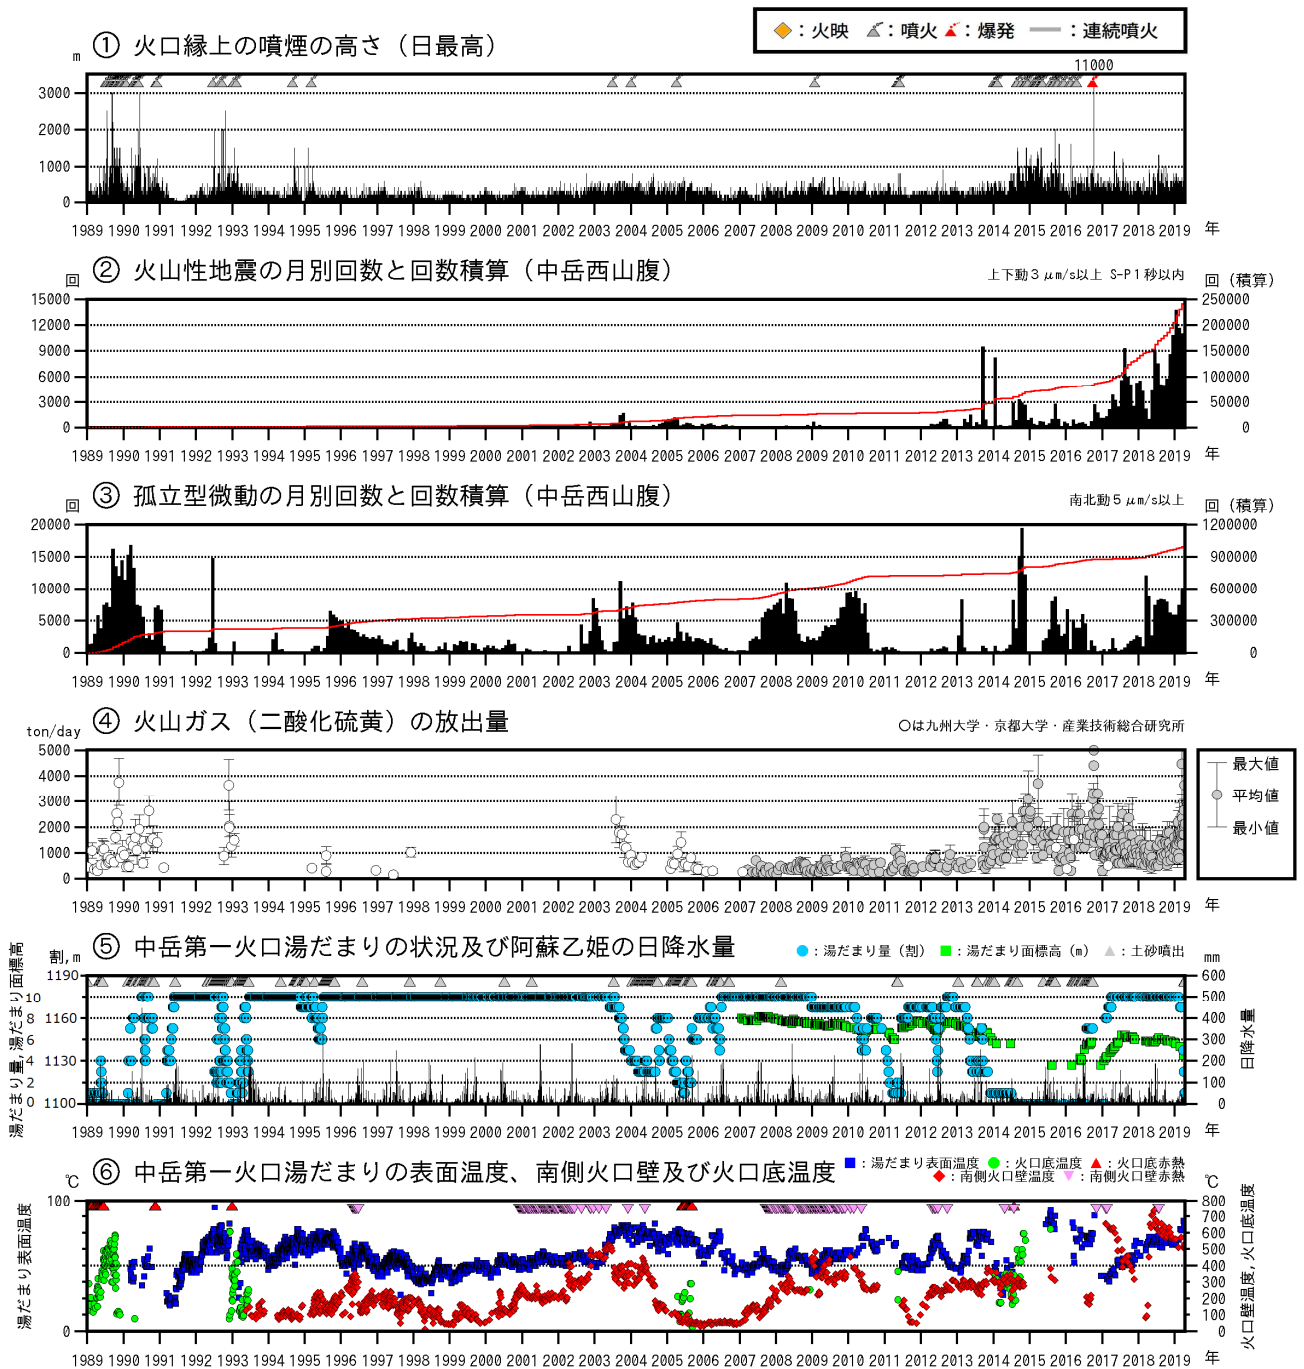 ◆：火映 ：噴火 ：爆発 ：連続噴火
① 火口縁上の噴煙の高さ（日最高）
m
11000
3000
2000
1000
0
1989 1990 1991 1992 1993 1994 1995 1996 1997 1998 1999 2000 2001 2002 2003 2004 2005 2006 2007 2008 2009 2010 2011 2012 2013 2014 2015 2016 2017 2018 2019 年
② 火山性地震の月別回数と回数積算（中岳西山腹）
上下動３μm/s以上 S-P１秒以内
回 回（積算）
15000 250000
12000 200000
9000 150000
6000 100000
3000 50000
0 0
1989 1990 1991 1992 1993 1994 1995 1996 1997 1998 1999 2000 2001 2002 2003 2004 2005 2006 2007 2008 2009 2010 2011 2012 2013 2014 2015 2016 2017 2018 2019 年
③ 孤立型微動の月別回数と回数積算（中岳西山腹）
南北動５μm/s以上
回 回（積算）
20000 1200000
15000 900000
10000 600000
5000 300000
0 0
1989 1990 1991 1992 1993 1994 1995 1996 1997 1998 1999 2000 2001 2002 2003 2004 2005 2006 2007 2008 2009 2010 2011 2012 2013 2014 2015 2016 2017 2018 2019 年
④ 火山ガス（二酸化硫黄）の放出量
ton/day
○は九州大学・京都大学・産業技術総合研究所
5000
4000
3000
2000
1000
0
最大値
平均値
最小値
1989 1990 1991 1992 1993 1994 1995 1996 1997 1998 1999 2000 2001 2002 2003 2004 2005 2006 2007 2008 2009 2010 2011 2012 2013 2014 2015 2016 2017 2018 2019 年
⑤ 中岳第一火口湯だまりの状況及び阿蘇乙姫の日降水量
：湯だまり量（割） ：湯だまり面標高（m） ：土砂噴出
割,m mm
湯だまり量,湯だまり面標高
1190
1160
1130
1100
10
8
6
4
2
0
600
500
400
300
200
100
0
日降水量
1989 1990 1991 1992 1993 1994 1995 1996 1997 1998 1999 2000 2001 2002 2003 2004 2005 2006 2007 2008 2009 2010 2011 2012 2013 2014 2015 2016 2017 2018 2019 年
⑥ 中岳第一火口湯だまりの表面温度、南側火口壁及び火口底温度
：湯だまり表面温度 ：火口底温度 ：火口底赤熱
：南側火口壁温度 ：南側火口壁赤熱
℃ ℃
湯だまり表面温度
100
50
0
800
700
600
500
400
300
200
100
0
火口壁温度,火口底温度
1989 1990 1991 1992 1993 1994 1995 1996 1997 1998 1999 2000 2001 2002 2003 2004 2005 2006 2007 2008 2009 2010 2011 2012 2013 2014 2015 2016 2017 2018 2019 年